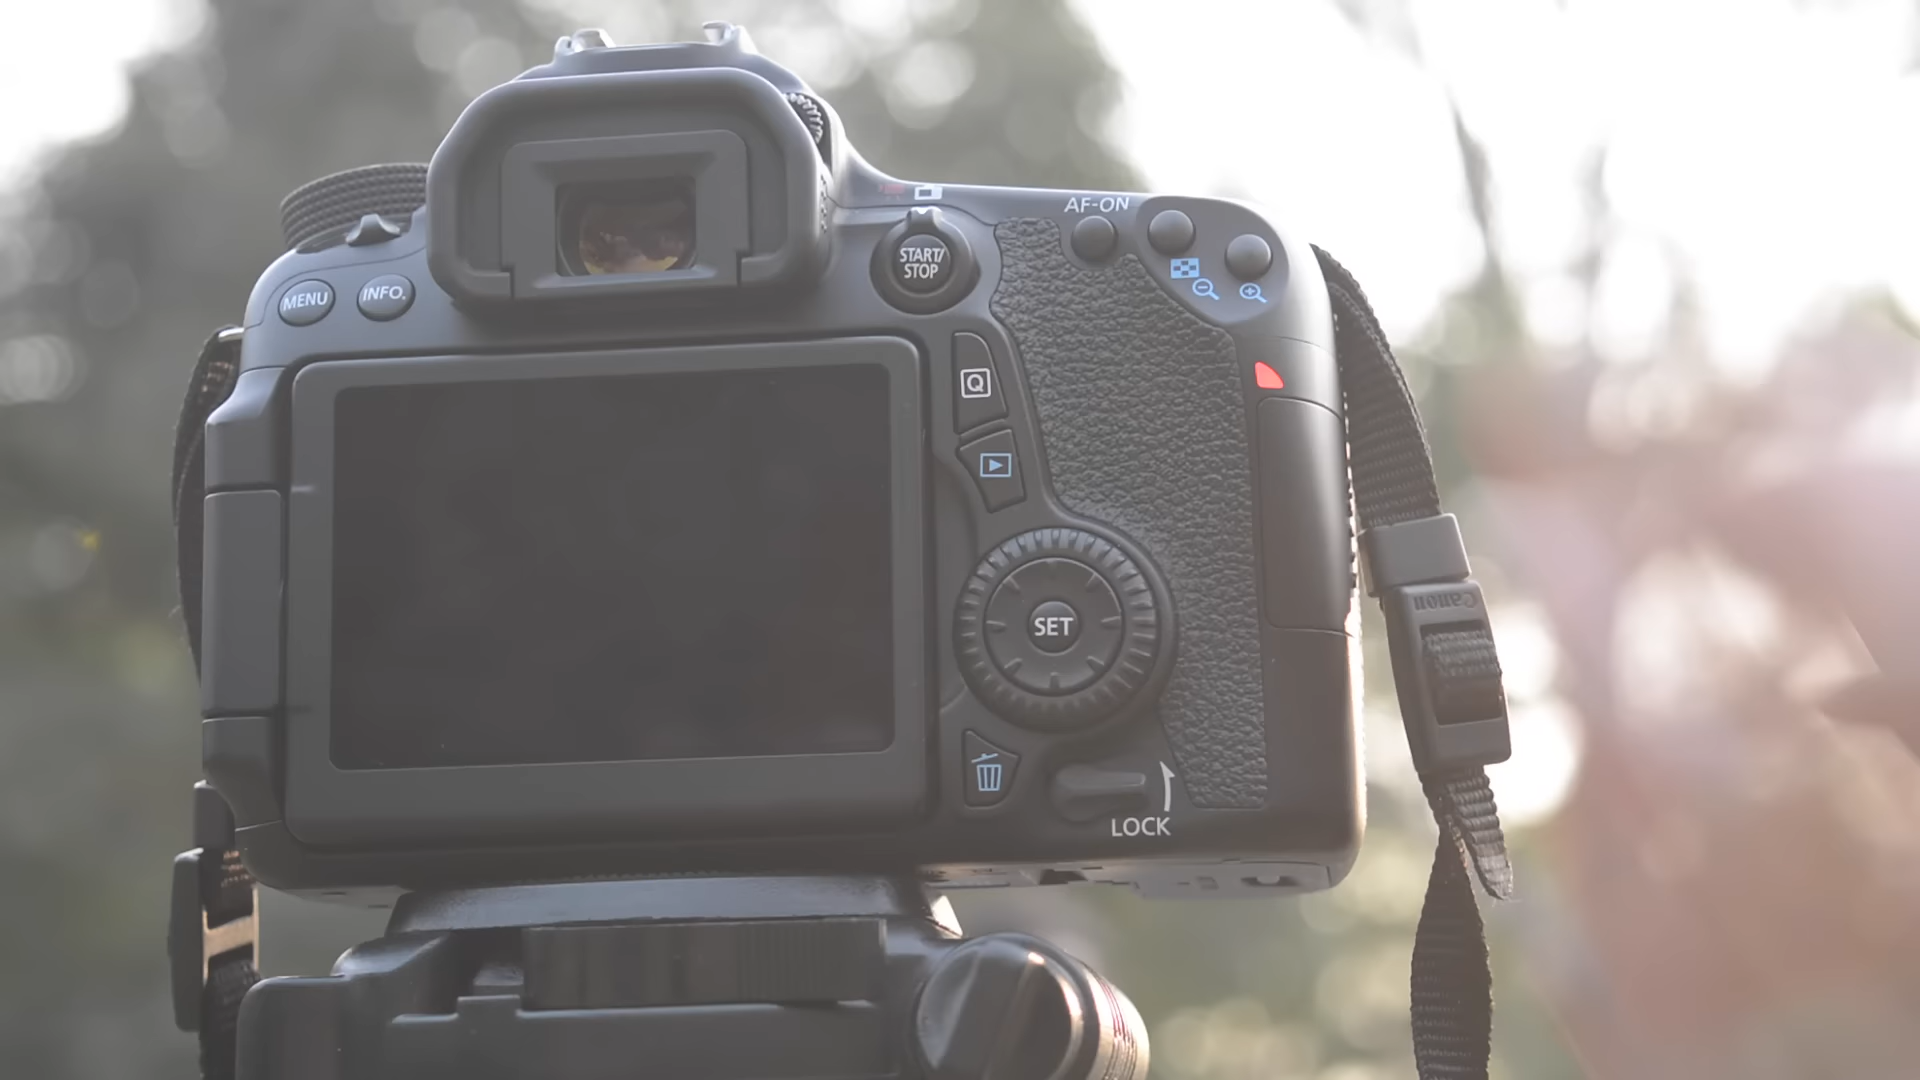 AF-ON
START/
STOP
MENU
INFO.
Q
SET
LOCK
Canon